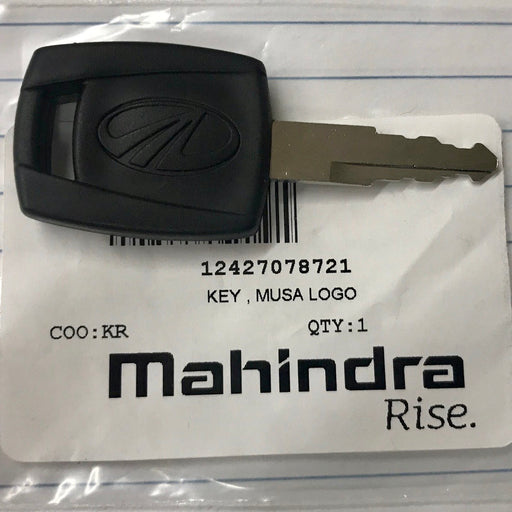 12427078721
KEY , MUSA LOGO
COO:KR QTY:1
Mahindra
Rise.